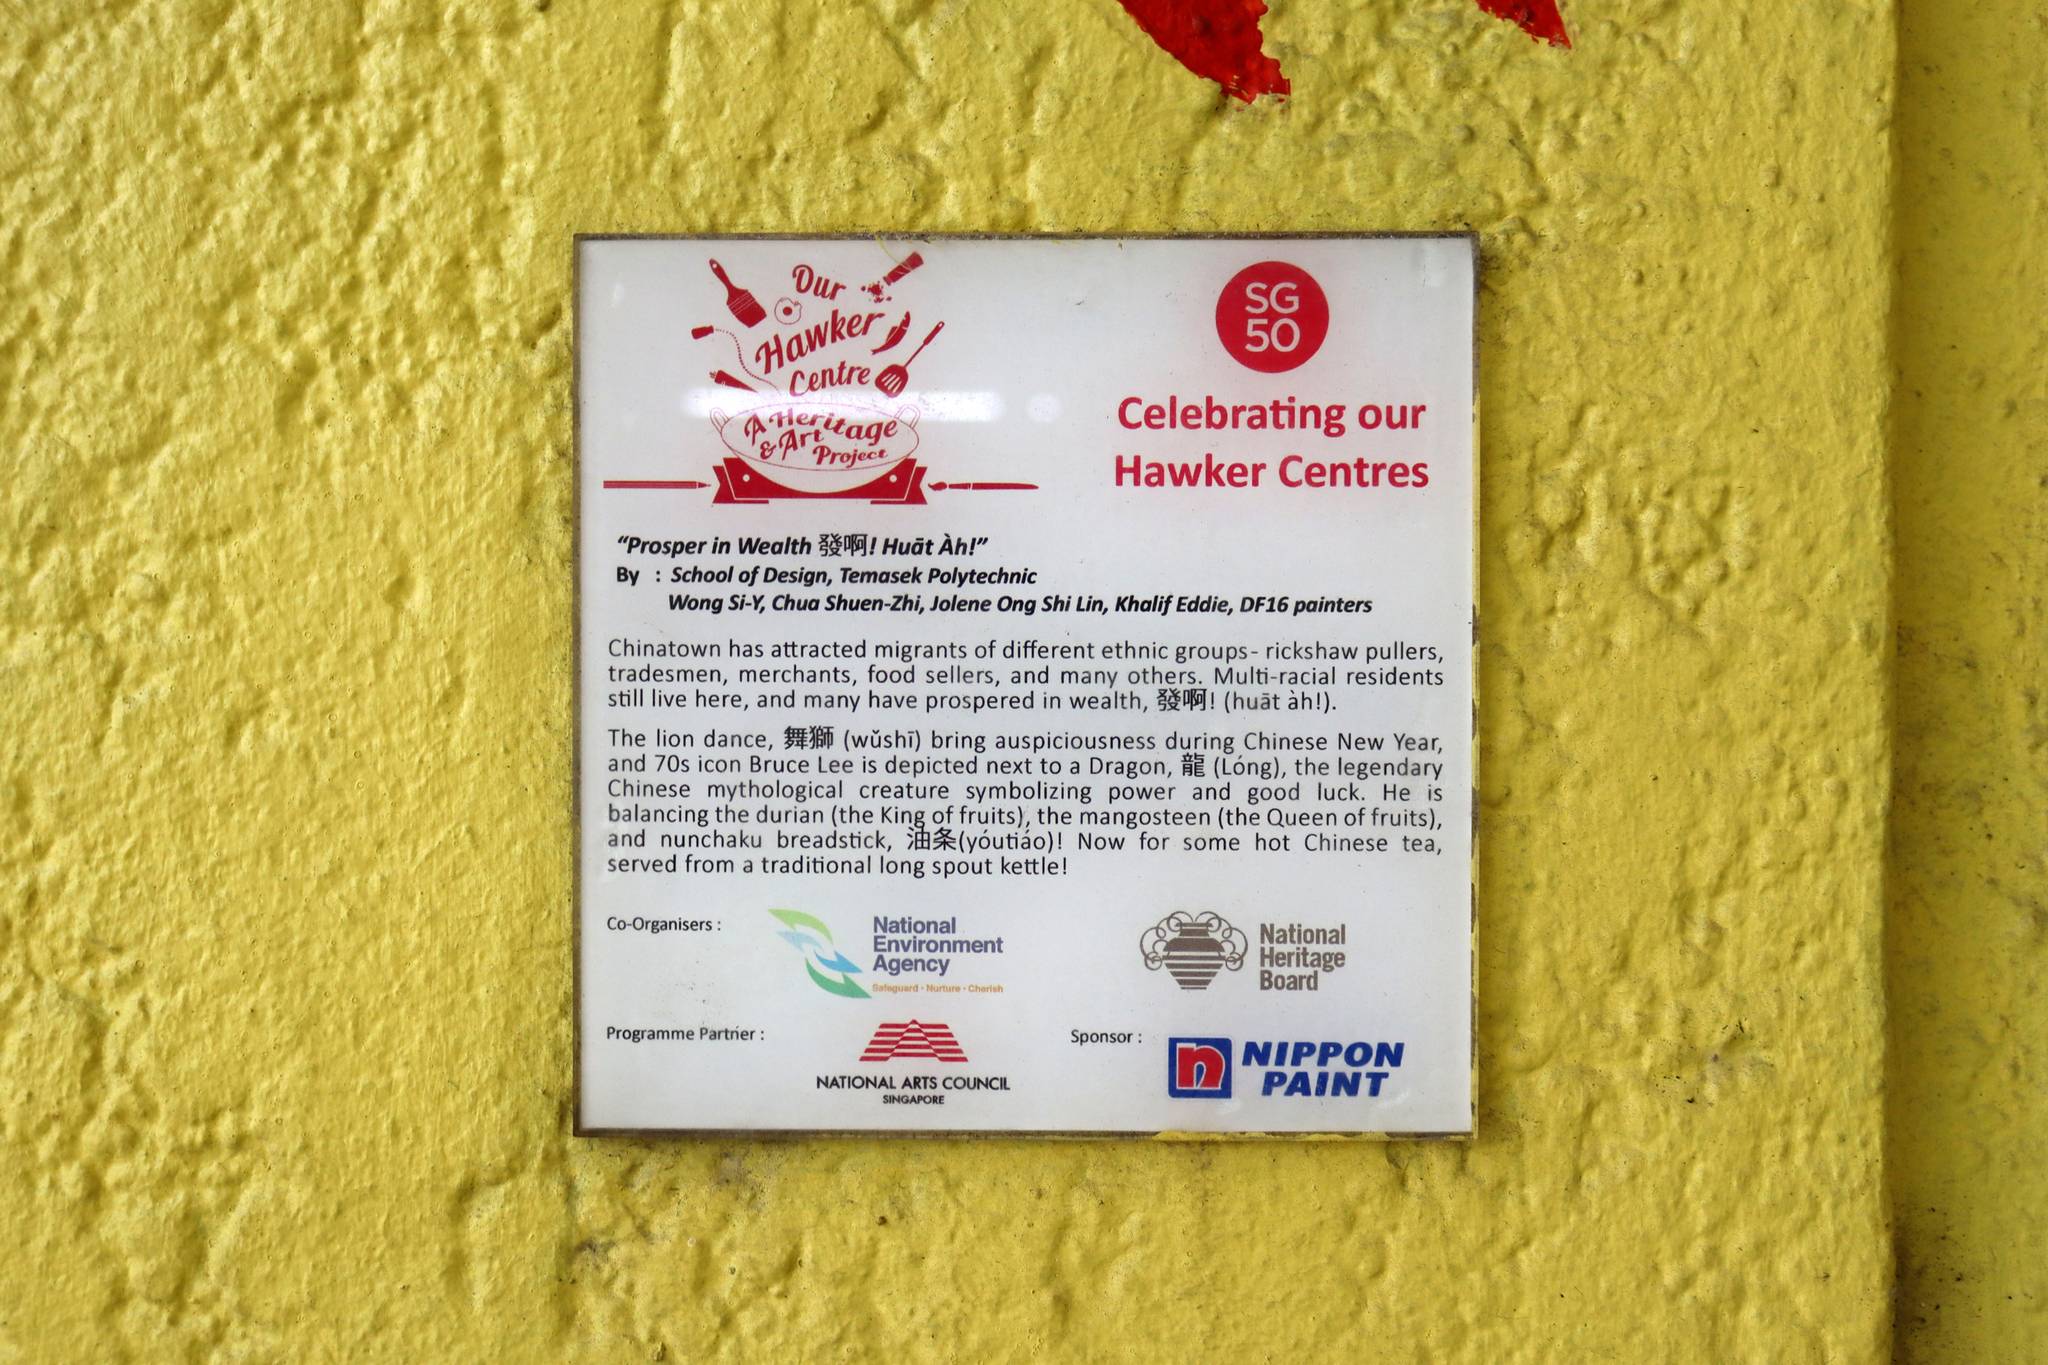 Our
Hawker
Centre
A Heritage
& Art
Project
SG
50
Celebrating our
Hawker Centres
“Prosper in Wealth 發啊! Huāt Àh!”
By : School of Design, Temasek Polytechnic
Wong Si-Y, Chua Shuen-Zhi, Jolene Ong Shi Lin, Khalif Eddie, DF16 painters
Chinatown has attracted migrants of different ethnic groups- rickshaw pullers,
tradesmen, merchants, food sellers, and many others. Multi-racial residents
still live here, and many have prospered in wealth, 發啊! (huāt àh!).
The lion dance, 舞獅 (wǔshī) bring auspiciousness during Chinese New Year,
and 70s icon Bruce Lee is depicted next to a Dragon, 龍 (Lóng), the legendary
Chinese mythological creature symbolizing power and good luck. He is
balancing the durian (the King of fruits), the mangosteen (the Queen of fruits),
and nunchaku breadstick, 油条(yóutiáo)! Now for some hot Chinese tea,
served from a traditional long spout kettle!
Co-Organisers :
National
Environment
Agency
Safeguard · Nurture · Cherish
National
Heritage
Board
Programme Partner :
NATIONAL ARTS COUNCIL
SINGAPORE
Sponsor :
n
NIPPON
PAINT